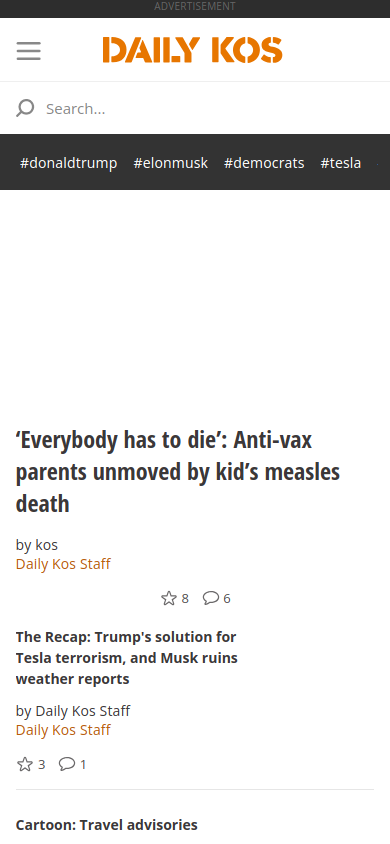 ADVERTISEMENT
DAILY KOS
Search...
#donaldtrump #elonmusk #democrats #tesla
‘Everybody has to die’: Anti-vax
parents unmoved by kid’s measles
death
by kos
Daily Kos Staff
8 6
The Recap: Trump's solution for
Tesla terrorism, and Musk ruins
weather reports
by Daily Kos Staff
Daily Kos Staff
3 1
Cartoon: Travel advisories